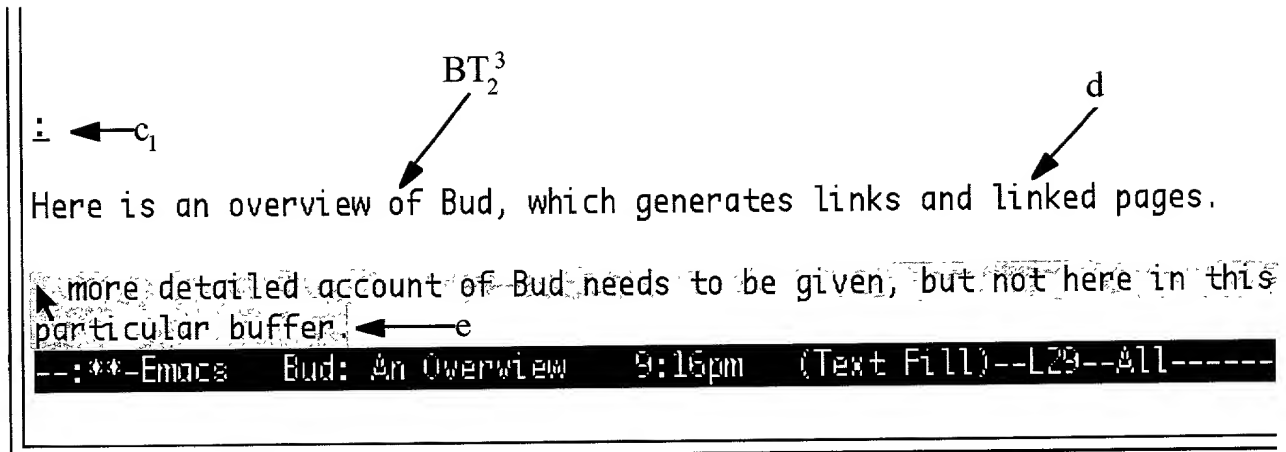 BT₂³
d
: c₁
Here is an overview of Bud, which generates links and linked pages.
more detailed account of Bud needs to be given, but not here in this
particular buffer. e
--:**-Emacs Bud: An Overview 9:16pm (Text Fill)--L29--All------